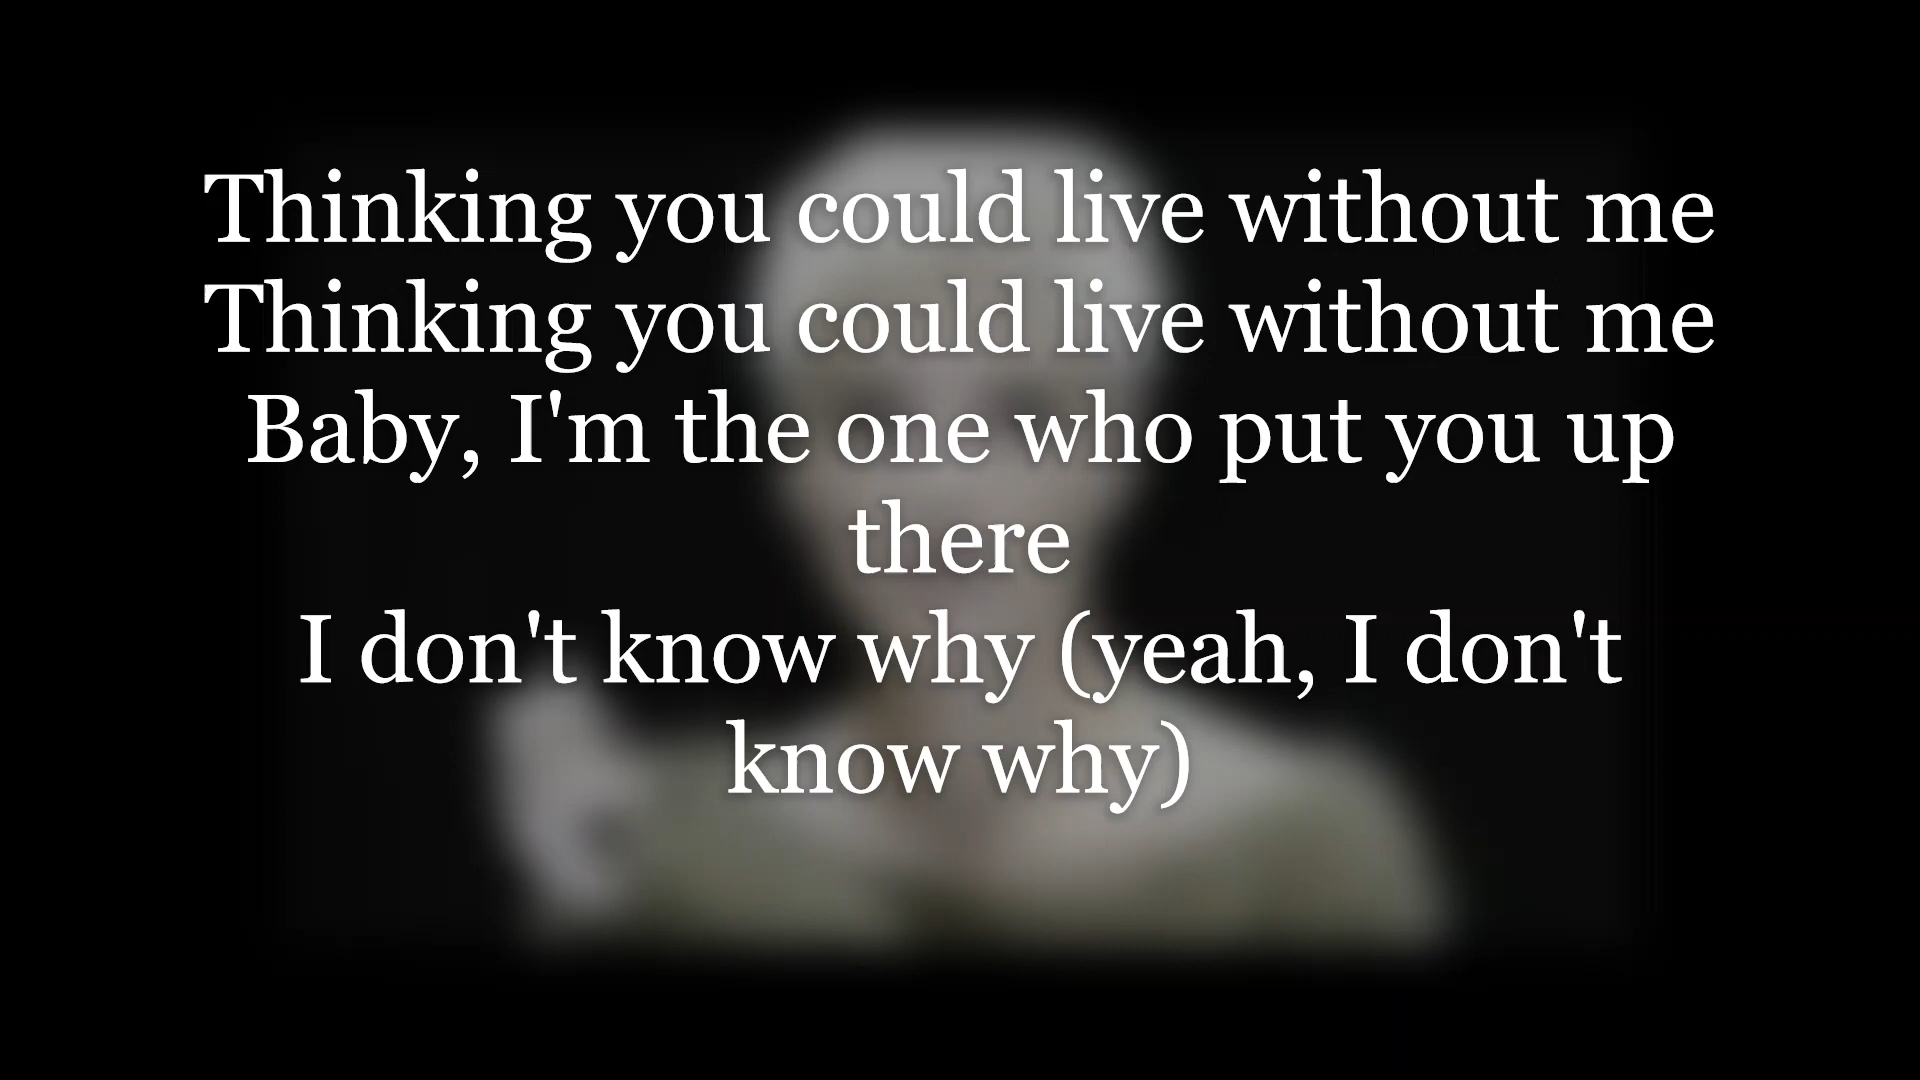 Thinking you could live without me
Thinking you could live without me
Baby, I'm the one who put you up
there
I don't know why (yeah, I don't
know why)